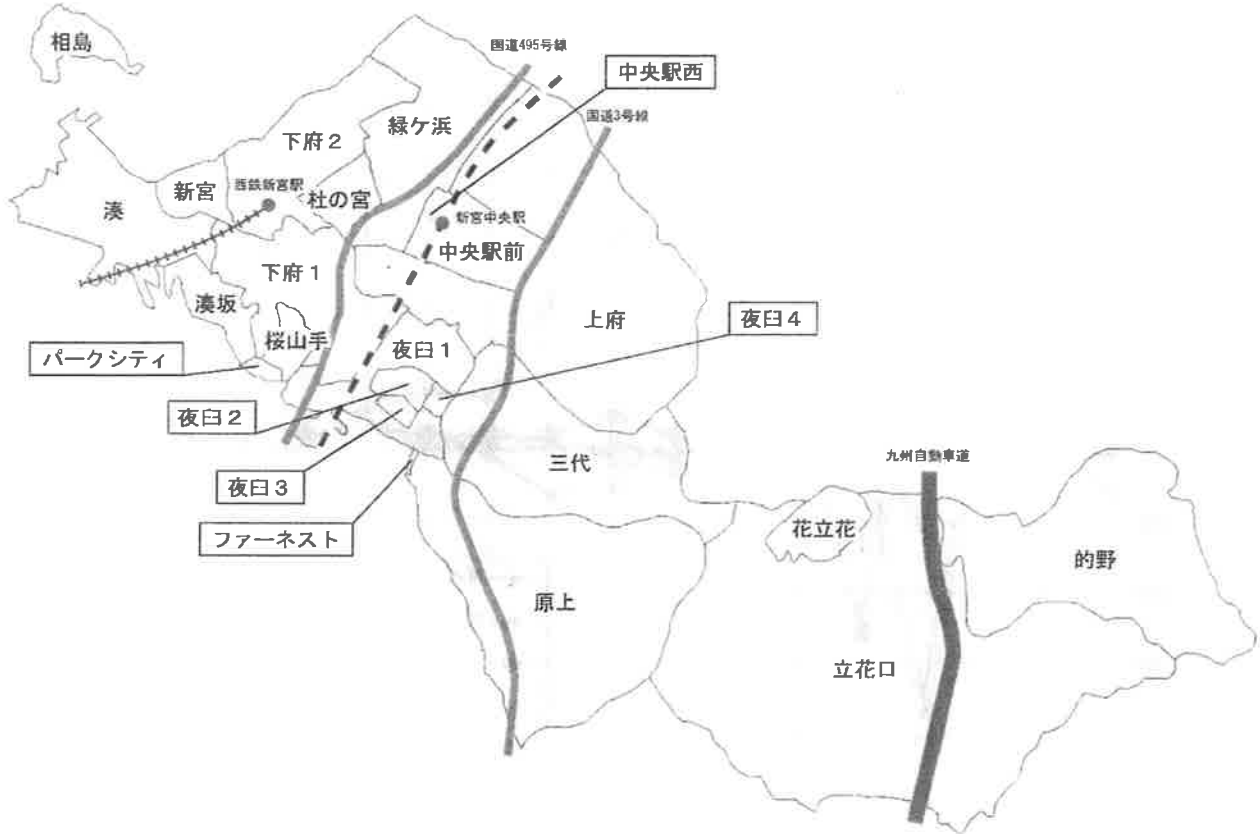 相島
国道495号線
中央駅西
国道3号線
緑ケ浜
下府2
新宮
西鉄新宮駅
杜の宮
湊
新宮中央駅
中央駅前
下府1
湊坂
上府
夜臼4
桜山手
夜臼1
パークシティ
夜臼2
三代
九州自動車道
夜臼3
花立花
ファーネスト
的野
原上
立花口